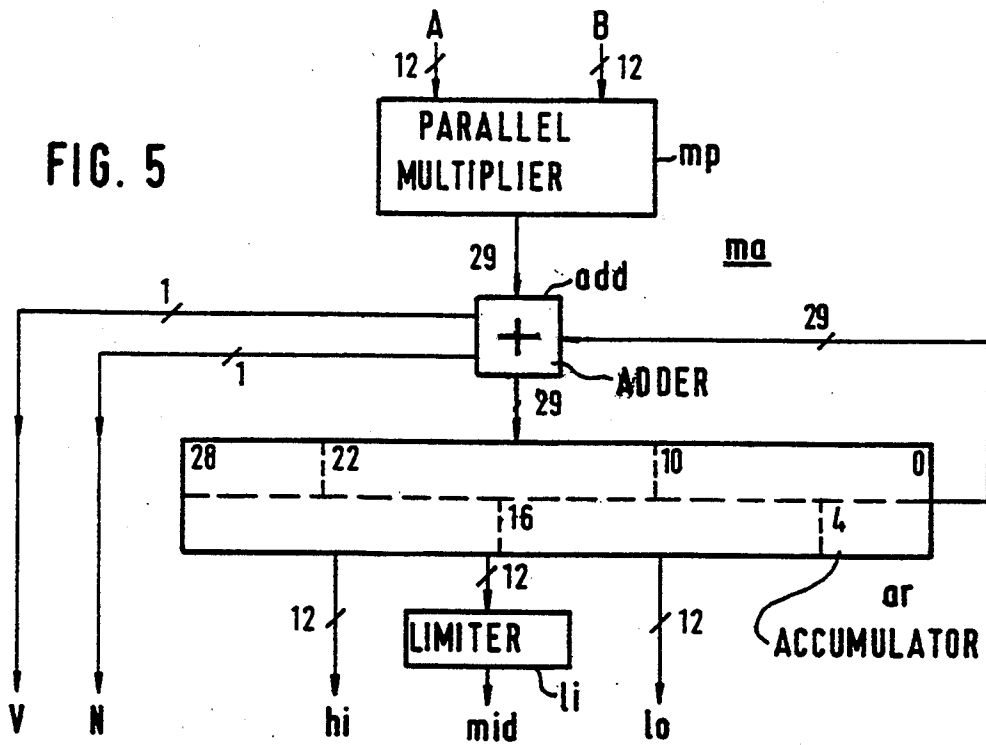 A B
12 12
FIG. 5
PARALLEL
MULTIPLIER
mp
29
ma
add
1
29
+
1
ADDER
29
28 22 10 0
16 4
12 12 12
ar
LIMITER
ACCUMULATOR
li
V N hi mid lo